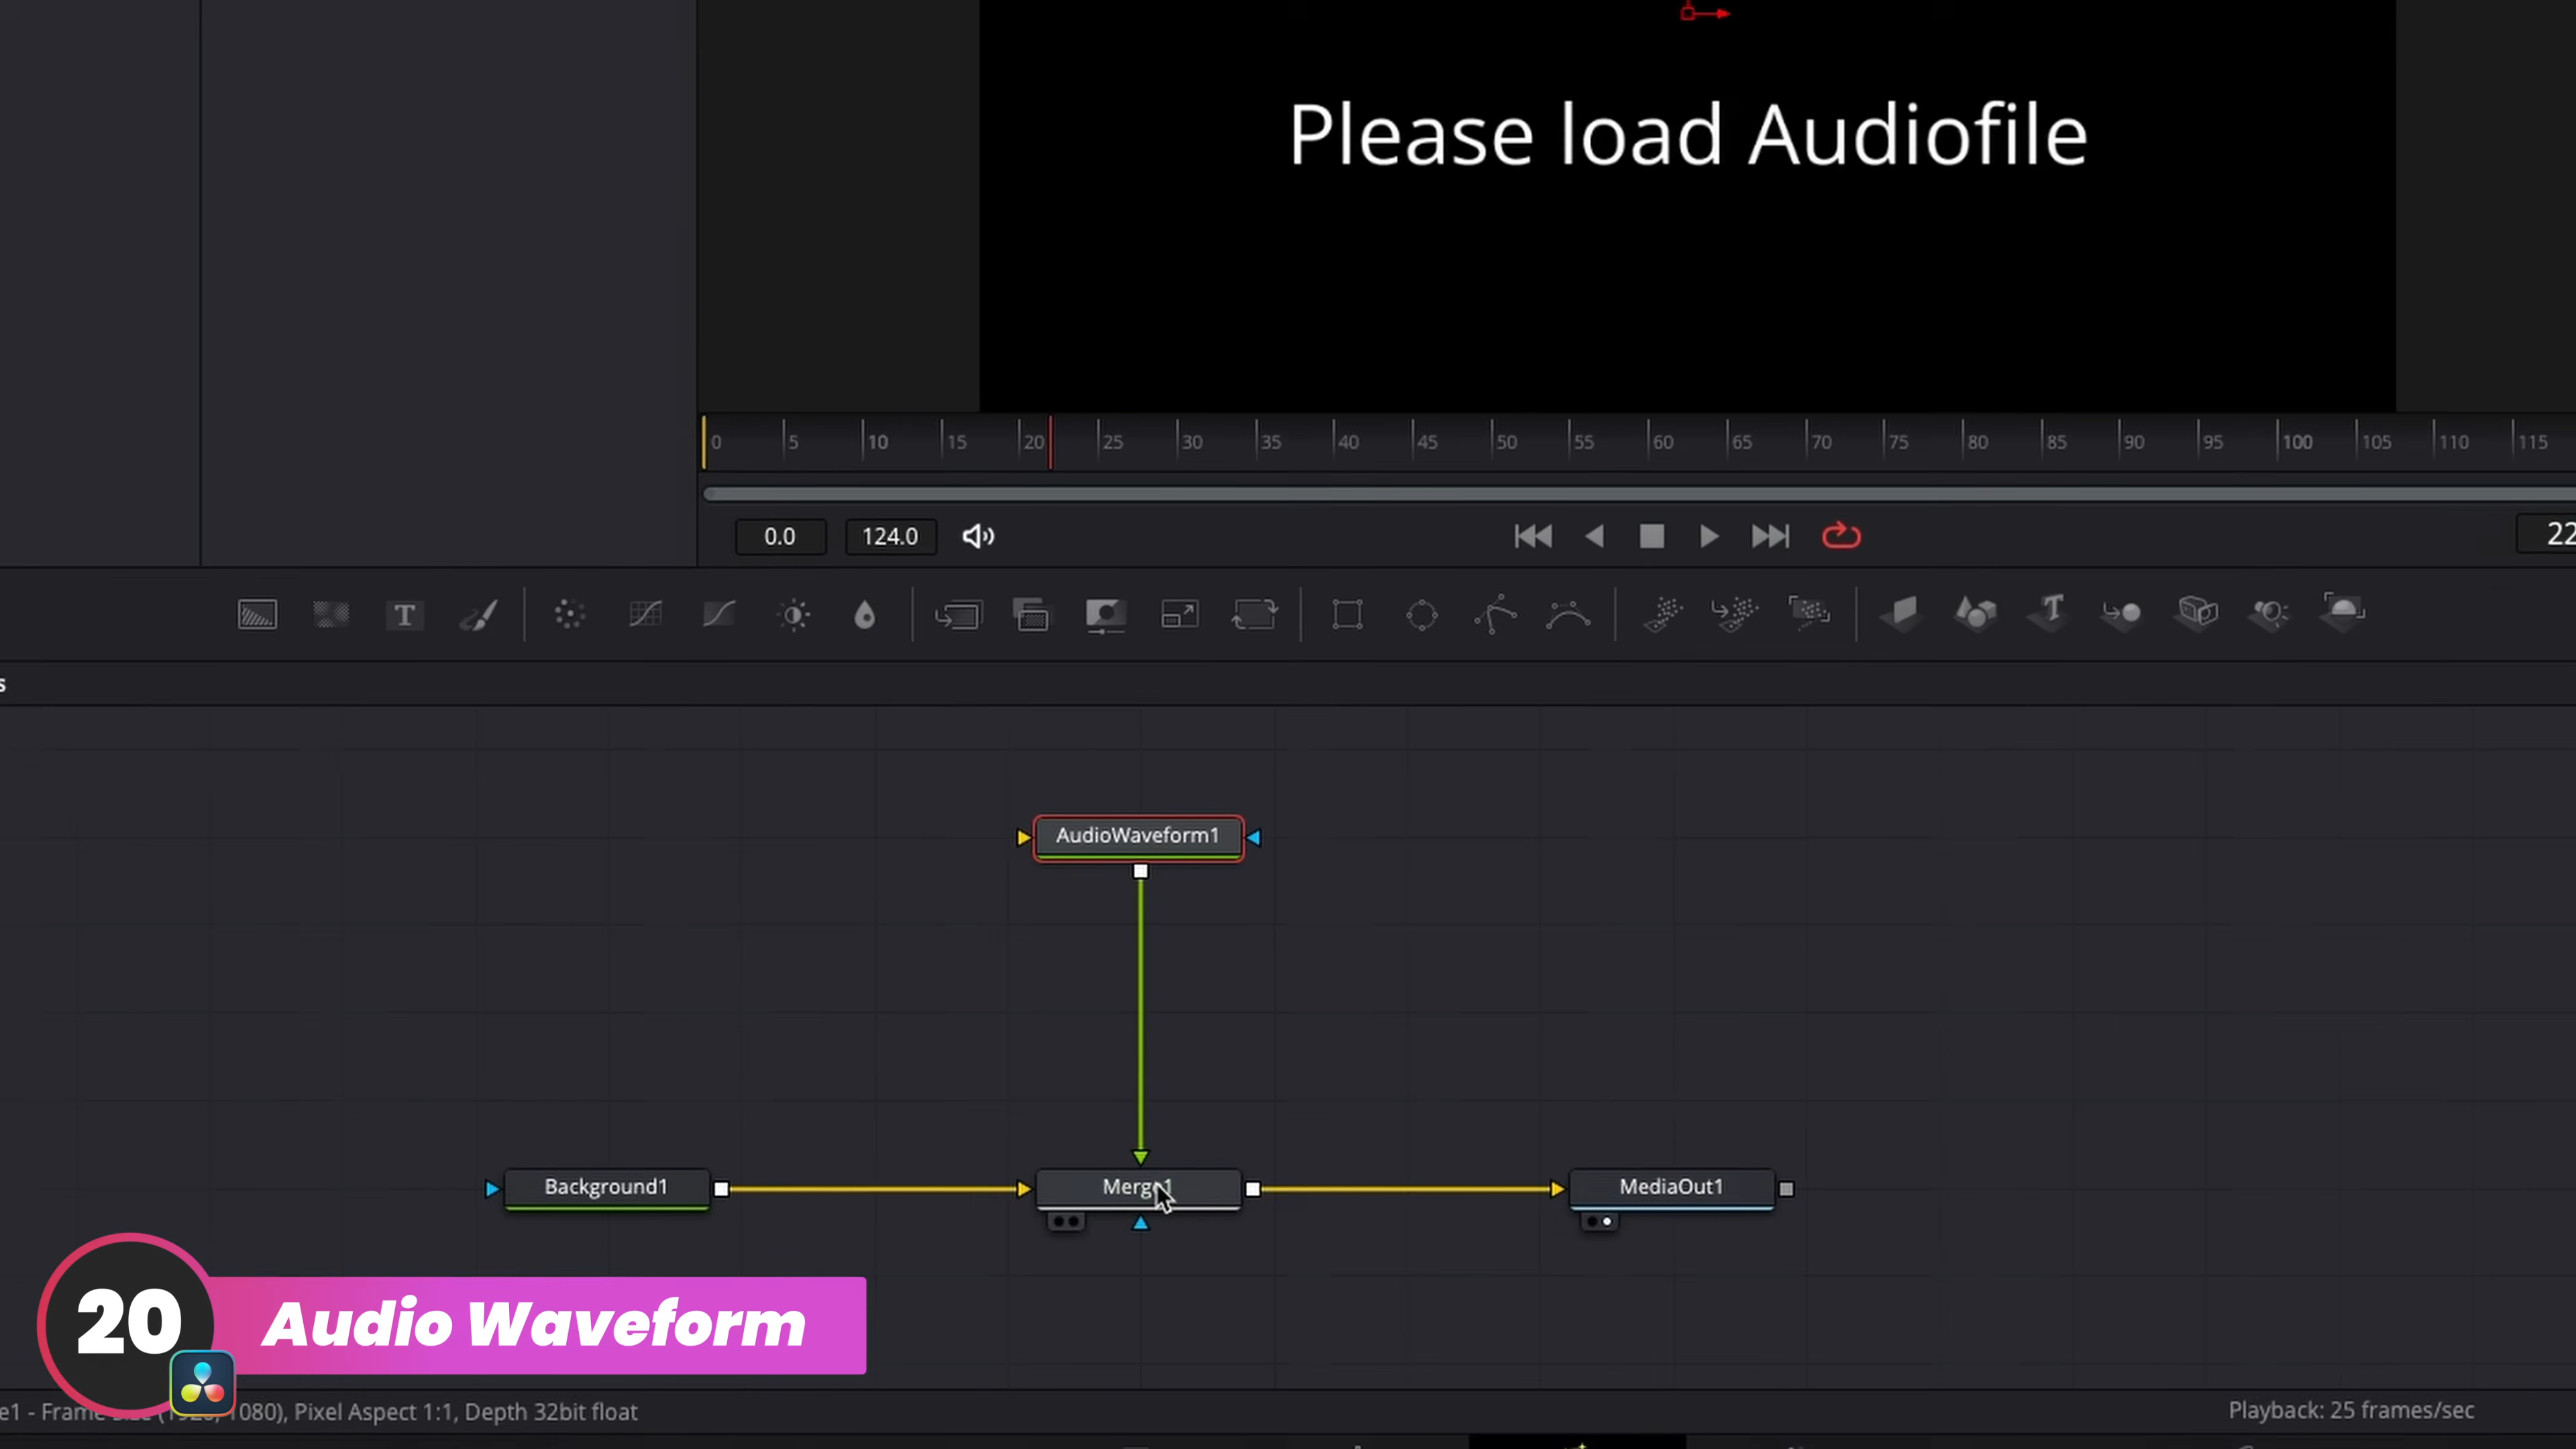 Please load Audiofile
0 5 10 15 20 25 30 35 40 45 50 55 60 65 70 75 80 85 90 95 100 105 110 115
0.0 124.0
22
T
T
s
AudioWaveform1
Background1 Merge1 MediaOut1
20 Audio Waveform
e1 - Frame 1080), Pixel Aspect 1:1, Depth 32bit float
Playback: 25 frames/sec